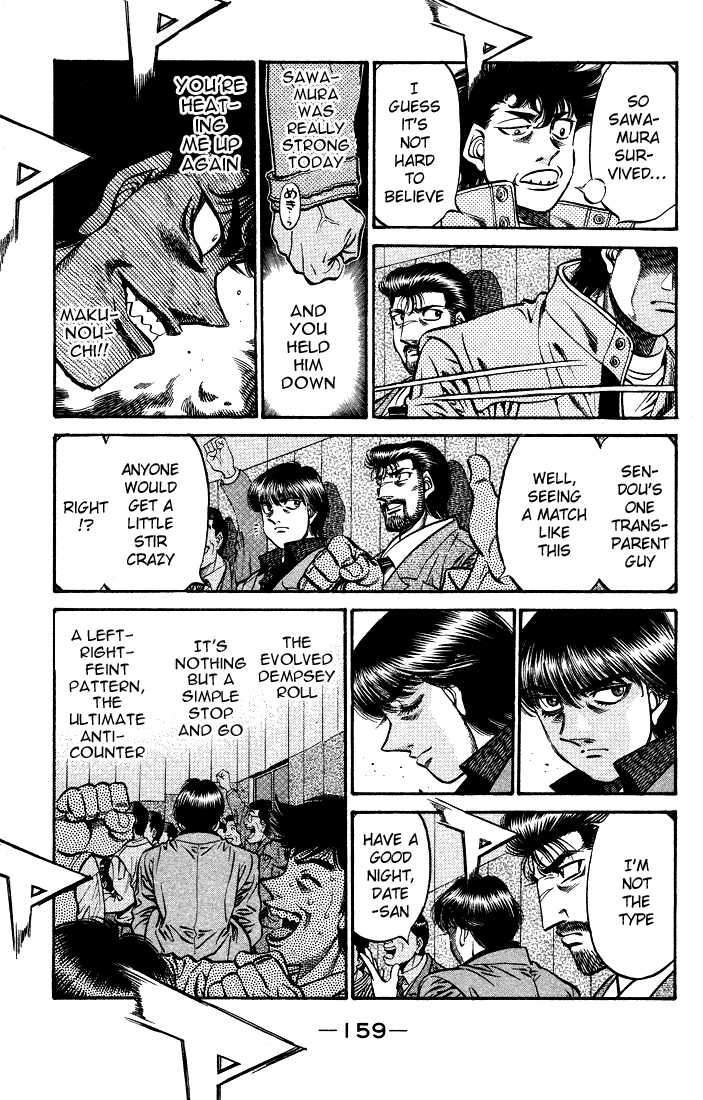 SO
SAWA-
MURA
SUR-
VIVED...
I
GUESS
IT'S
NOT
HARD
TO
BELIEVE
SAWA-
MURA
WAS
REALLY
STRONG
TODAY
めきっ
AND
YOU
HELD
HIM
DOWN
YOU'RE
HEAT-
ING
ME UP
AGAIN
MAKU-
NOU-
CHI!!
SEN-
DOU'S
ONE
TRANS-
PARENT
GUY
WELL,
SEEING
A MATCH
LIKE
THIS
ANYONE
WOULD
GET A
LITTLE
STIR
CRAZY
RIGHT
!?
I'M
NOT
THE
TYPE
HAVE A
GOOD
NIGHT,
DATE
-SAN
THE
EVOLVED
DEMPSEY
ROLL
IT'S
NOTHING
BUT A
SIMPLE
STOP
AND GO
A LEFT-
RIGHT-
FEINT
PATTERN,
THE
ULTIMATE
ANTI-
COUNTER
—159—